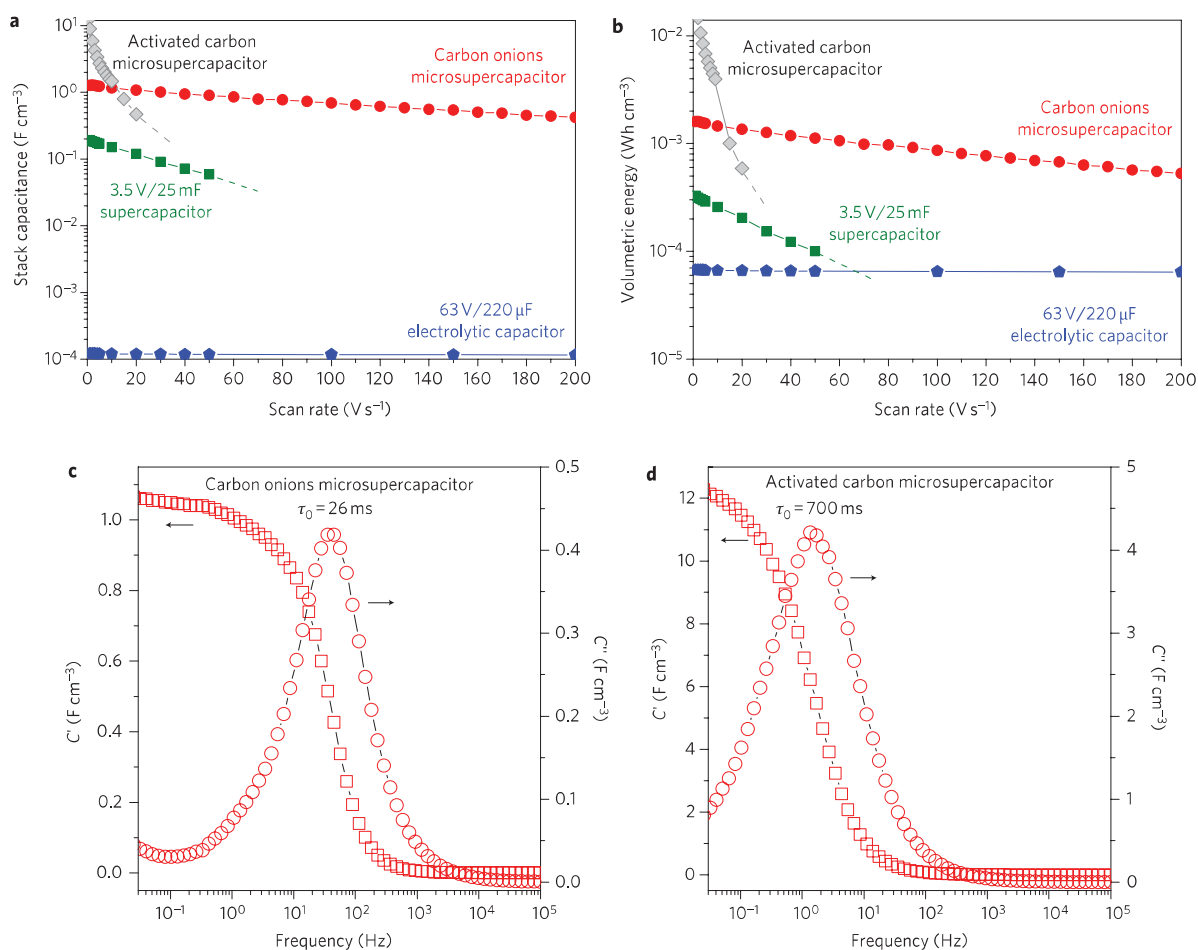 a
Stack capacitance (F cm⁻³)
10¹
10⁰
10⁻¹
10⁻²
10⁻³
10⁻⁴
Activated carbon
microsupercapacitor
Carbon onions
microsupercapacitor
3.5 V/25 mF
supercapacitor
63 V/220 μF
electrolytic capacitor
0 20 40 60 80 100 120 140 160 180 200
Scan rate (V s⁻¹)
b
Volumetric energy (Wh cm⁻³)
10⁻²
10⁻³
10⁻⁴
10⁻⁵
Activated carbon
microsupercapacitor
Carbon onions
microsupercapacitor
3.5 V/25 mF
supercapacitor
63 V/220 μF
electrolytic capacitor
0 20 40 60 80 100 120 140 160 180 200
Scan rate (V s⁻¹)
c
Carbon onions microsupercapacitor
τ₀ = 26 ms
C′ (F cm⁻³)
1.0
0.8
0.6
0.4
0.2
0.0
C″ (F cm⁻³)
0.5
0.4
0.3
0.2
0.1
0.0
10⁻¹ 10⁰ 10¹ 10² 10³ 10⁴ 10⁵
Frequency (Hz)
d
Activated carbon microsupercapacitor
τ₀ = 700 ms
C′ (F cm⁻³)
12
10
8
6
4
2
0
C″ (F cm⁻³)
5
4
3
2
1
0
10⁻¹ 10⁰ 10¹ 10² 10³ 10⁴ 10⁵
Frequency (Hz)